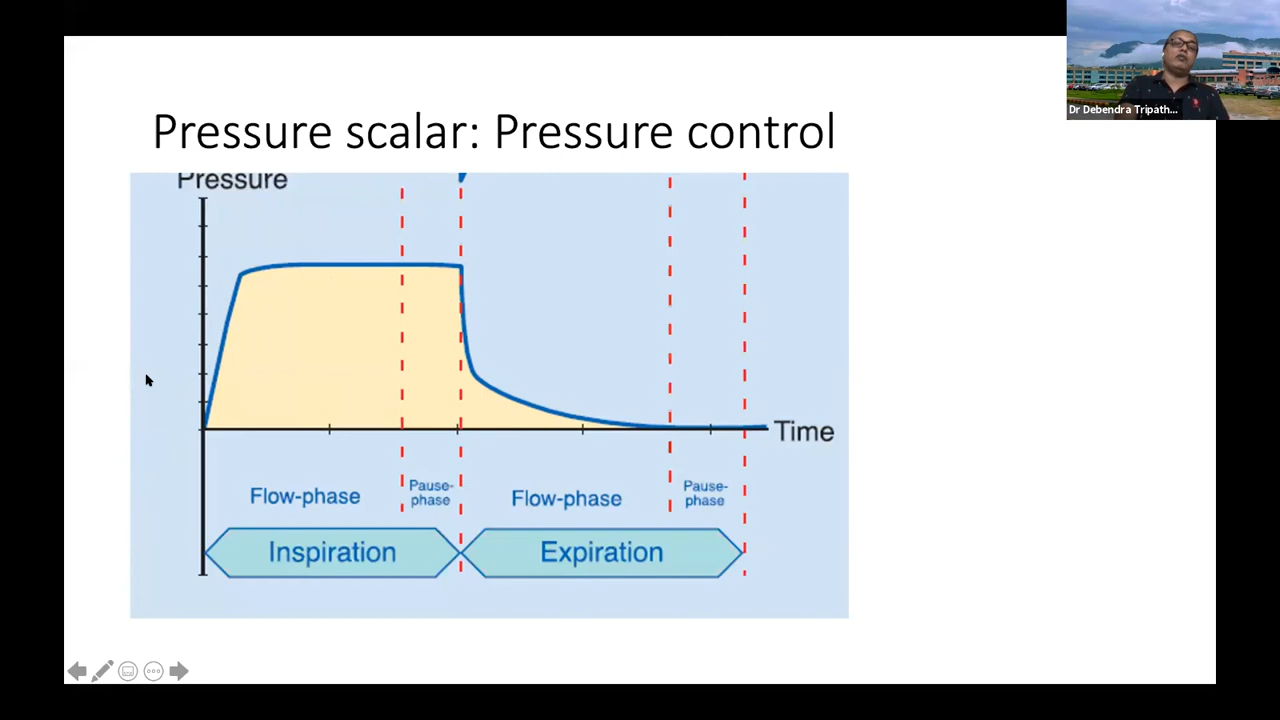 Dr Debendra Tripath...
Pressure scalar: Pressure control
Pressure
Time
Flow-phase
Pause-
phase
Flow-phase
Pause-
phase
Inspiration
Expiration